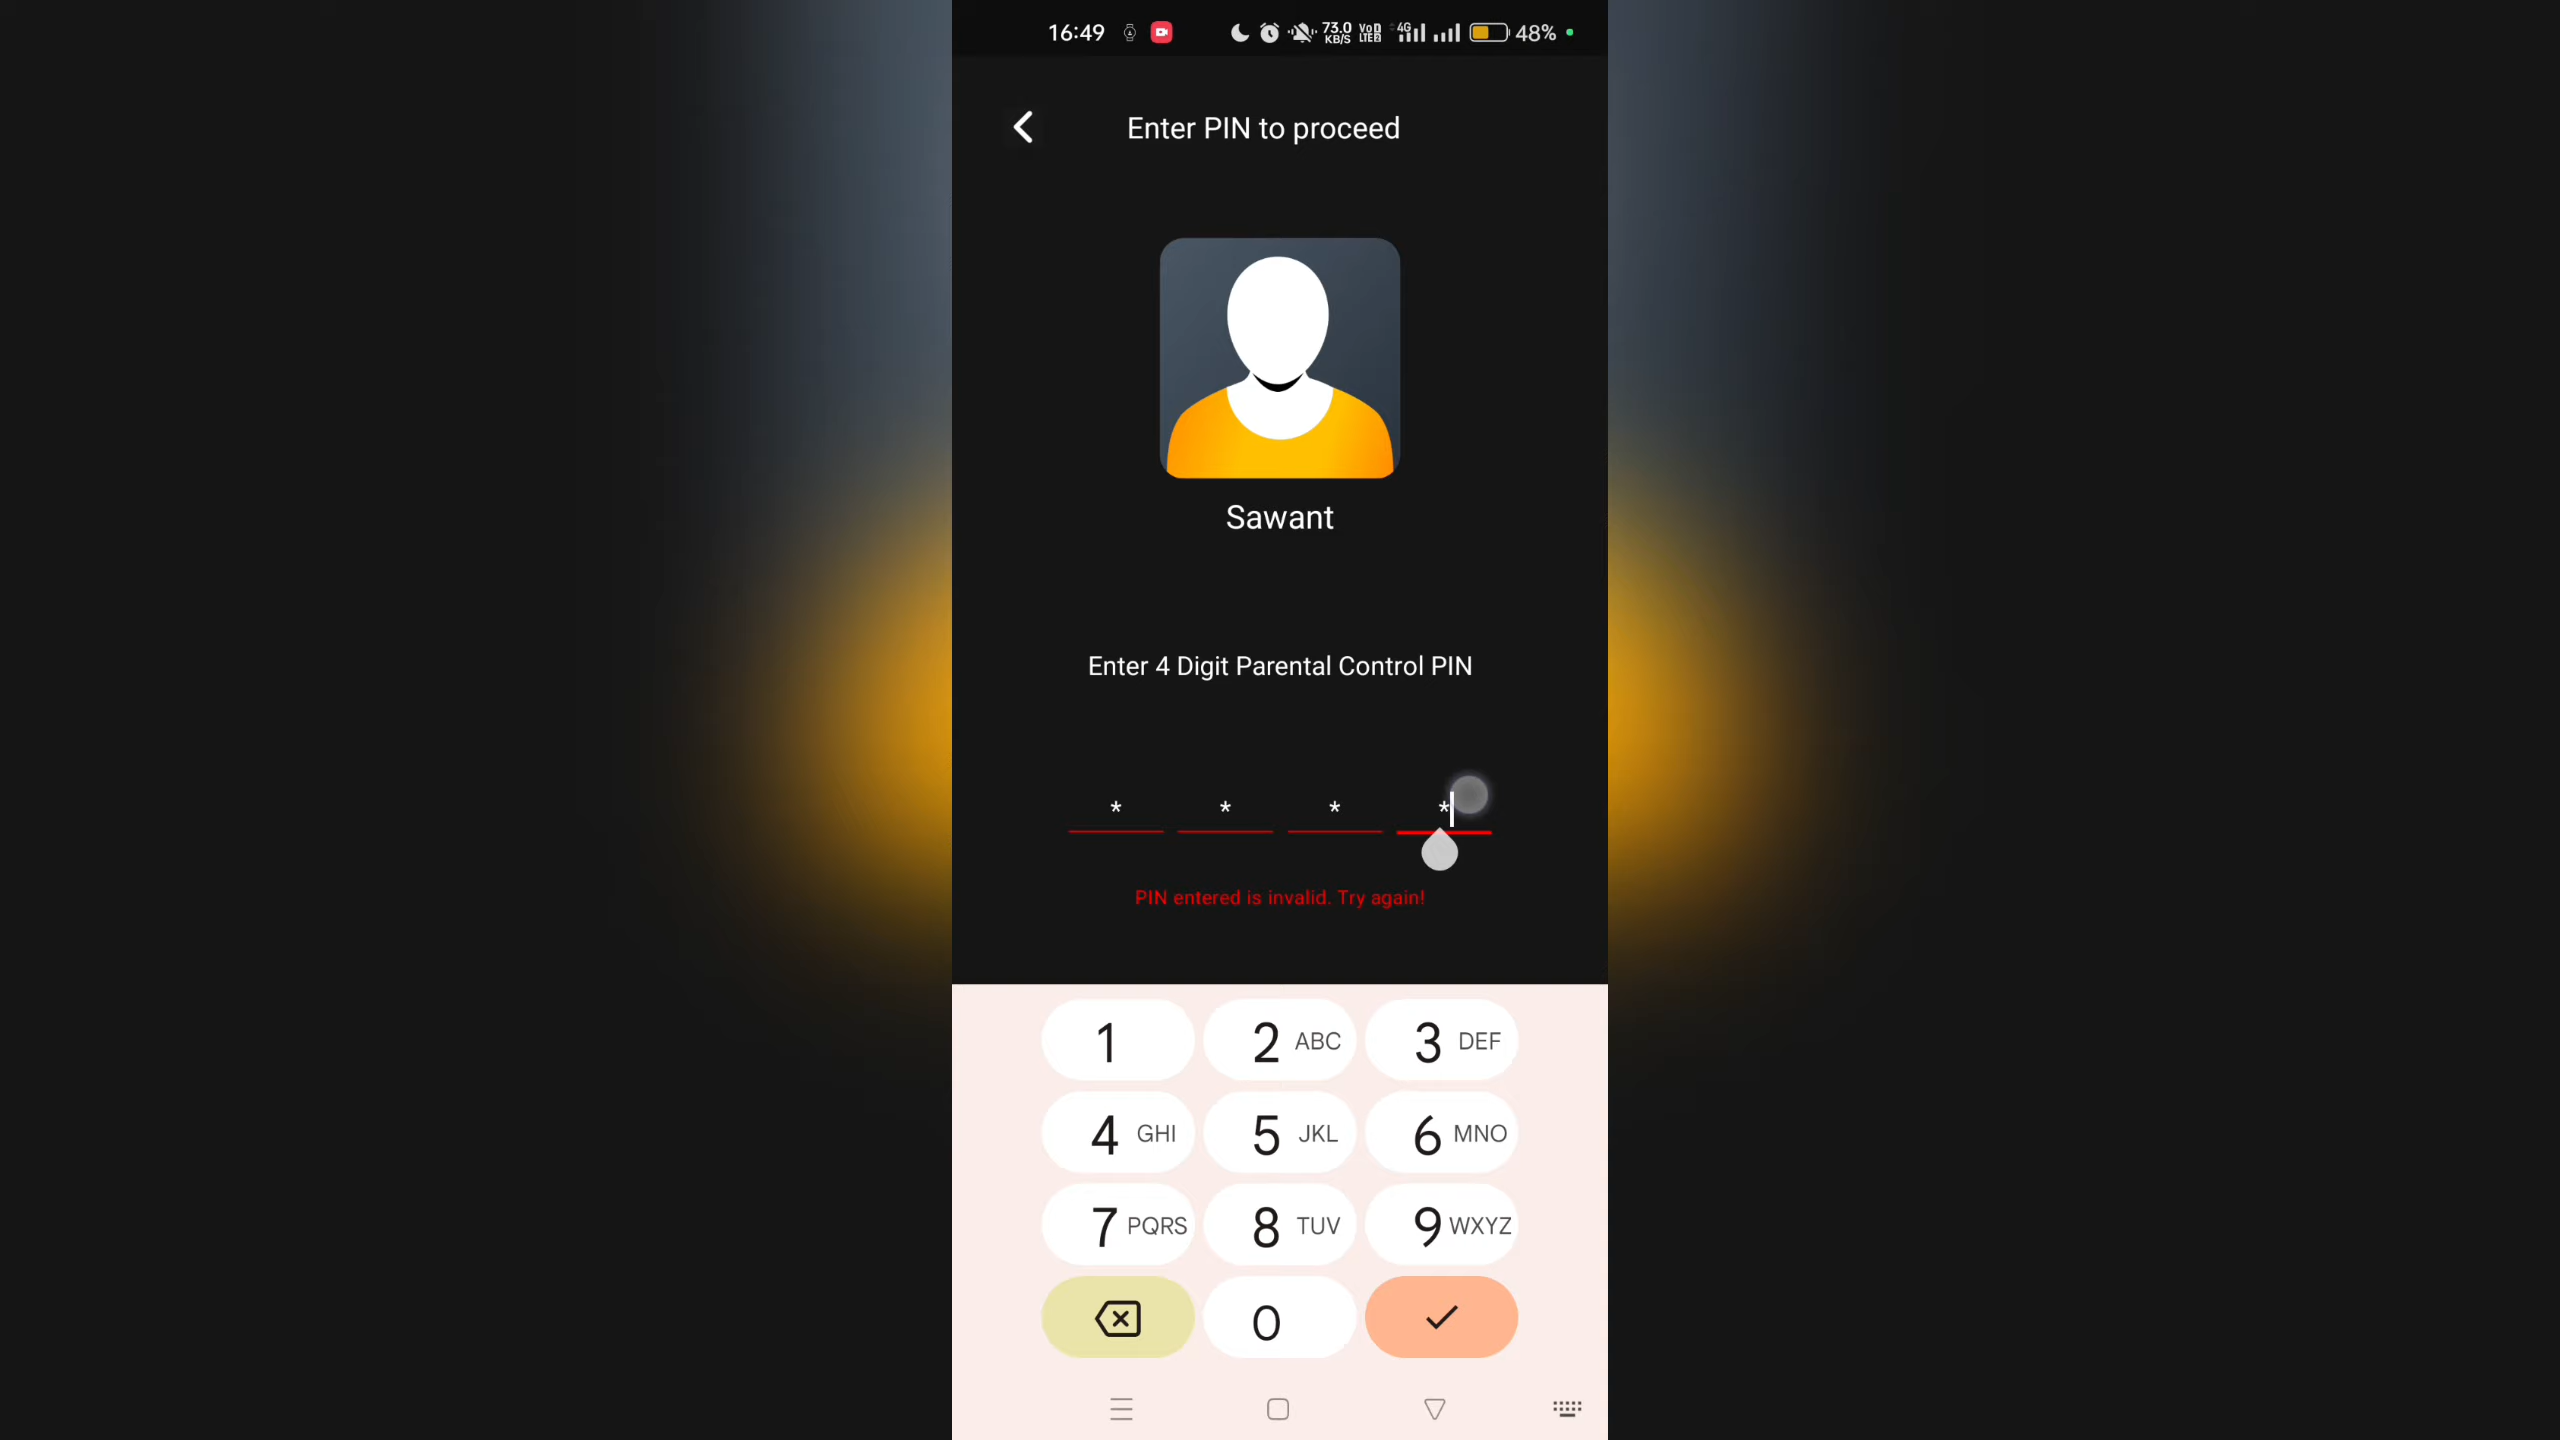 16:49 73.0 KB/S VoD LTE2 4G 48%
Enter PIN to proceed
Sawant
Enter 4 Digit Parental Control PIN
* * * *
PIN entered is invalid. Try again!
1 2 ABC 3 DEF
4 GHI 5 JKL 6 MNO
7 PQRS 8 TUV 9 WXYZ
0